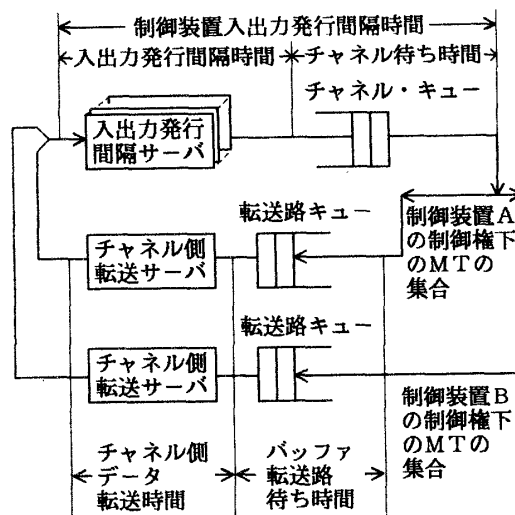 制御装置入出力発行間隔時間
入出力発行間隔時間
チャネル待ち時間
チャネル・キュー
入出力発行
間隔サーバ
転送路キュー
チャネル側
転送サーバ
制御装置A
の制御権下
のMTの
集合
転送路キュー
チャネル側
転送サーバ
制御装置B
の制御権下
のMTの
集合
チャネル側
データ
転送時間
バッファ
転送路
待ち時間